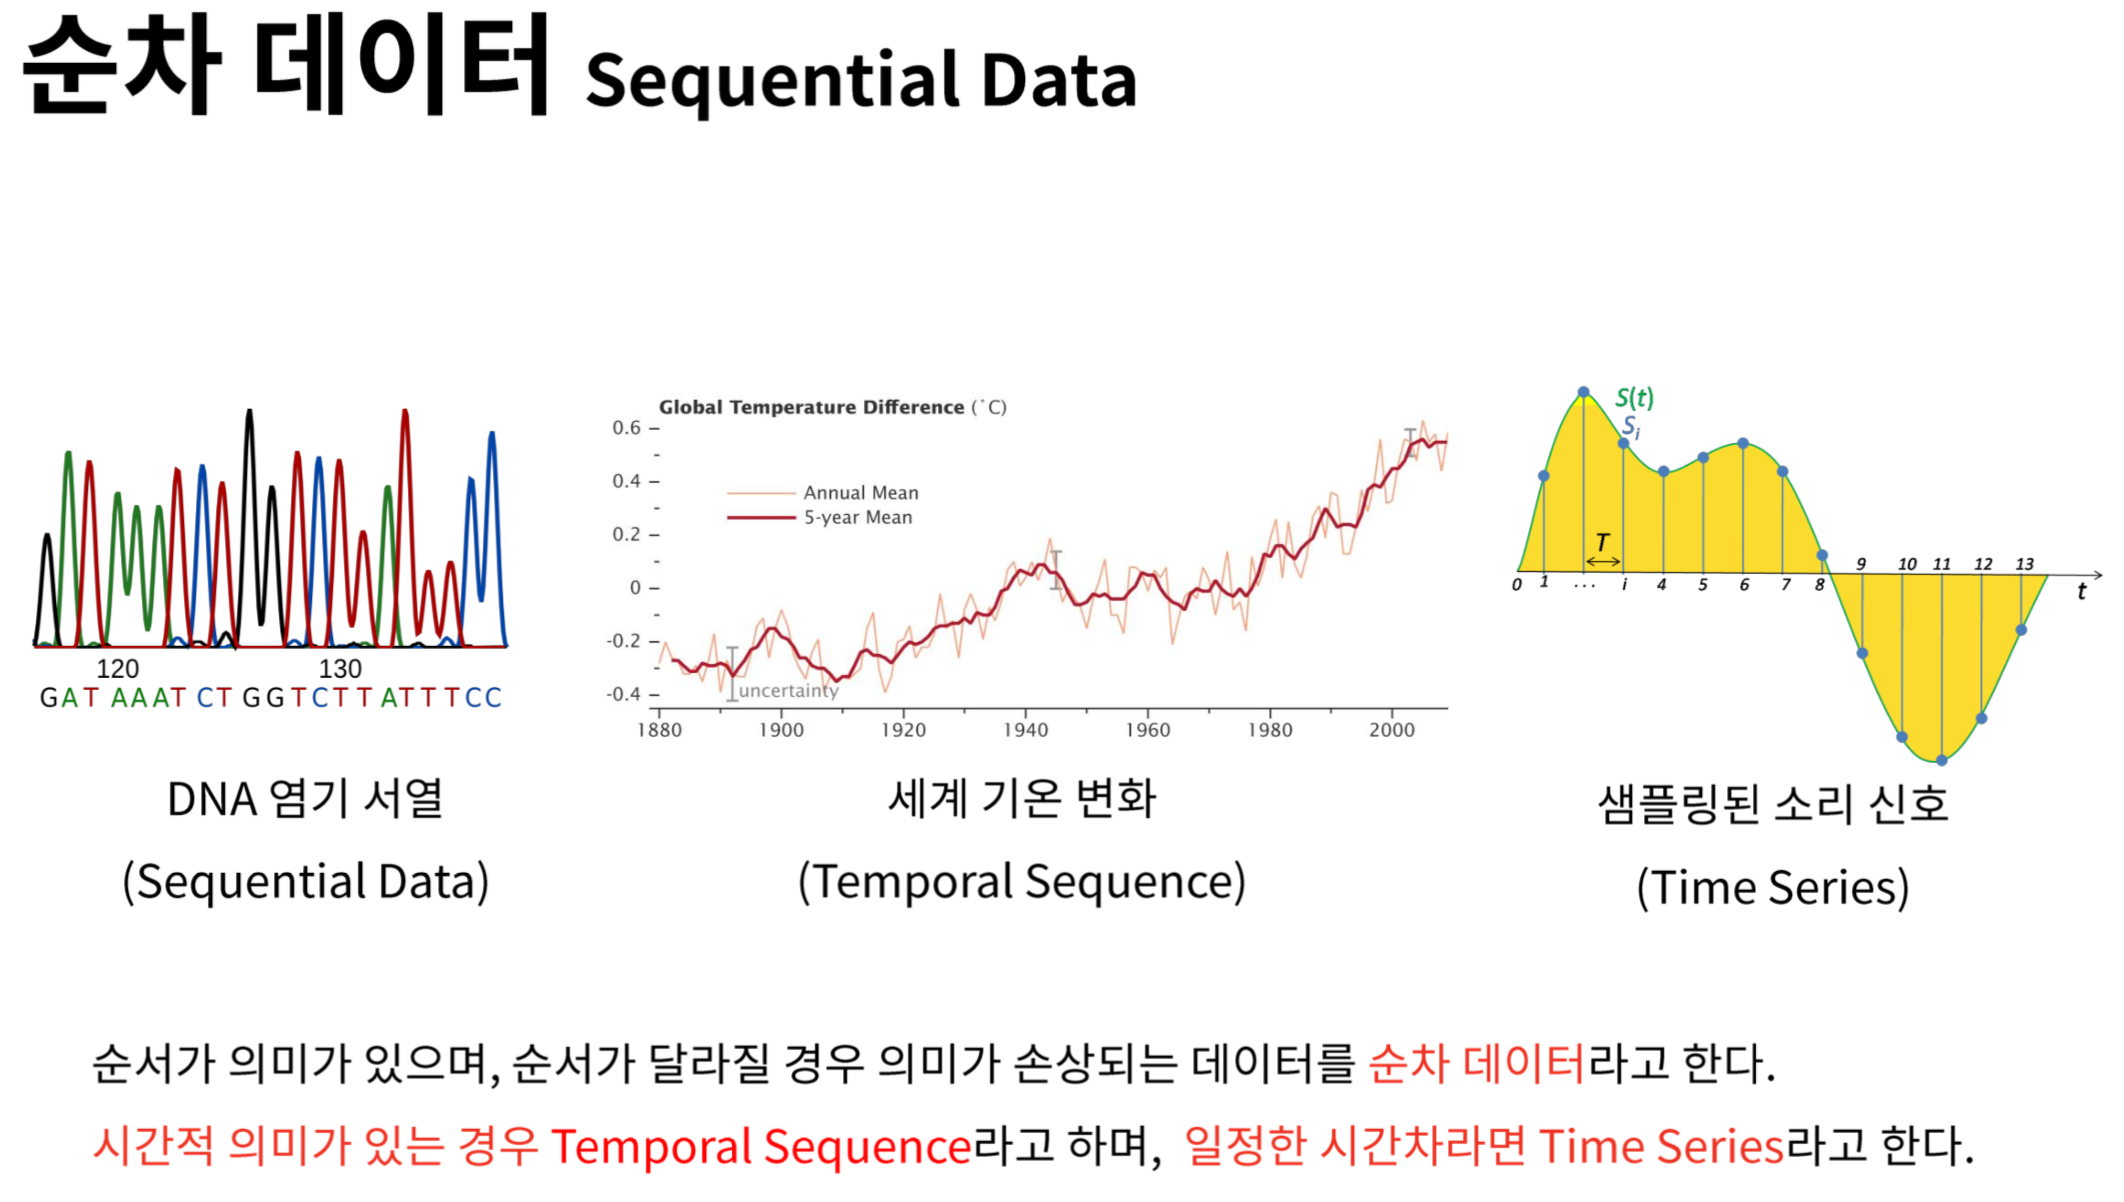 순차 데이터 Sequential Data
120 130
GAT AAAT CT GGTCTTATTTCC
DNA 염기 서열
(Sequential Data)
Global Temperature Difference (˚C)
0.6
0.4
0.2
0
-0.2
-0.4
Annual Mean
5-year Mean
uncertainty
1880 1900 1920 1940 1960 1980 2000
세계 기온 변화
(Temporal Sequence)
S(t)
Si
T
0 1 ... i 4 5 6 7 8 9 10 11 12 13
t
샘플링된 소리 신호
(Time Series)
순서가 의미가 있으며, 순서가 달라질 경우 의미가 손상되는 데이터를 순차 데이터라고 한다.
시간적 의미가 있는 경우 Temporal Sequence라고 하며, 일정한 시간차라면 Time Series라고 한다.